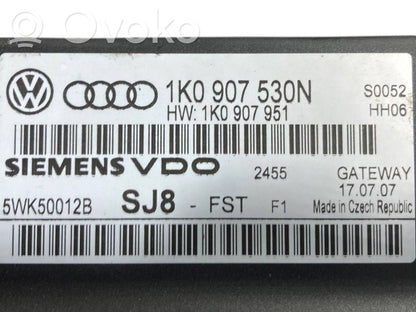 ovoko
1K0 907 530N S0052
HW: 1K0 907 951 HH06
SIEMENS VDO 2455 GATEWAY
17.07.07
5WK50012B SJ8 - FST F1 Made in Czech Republic